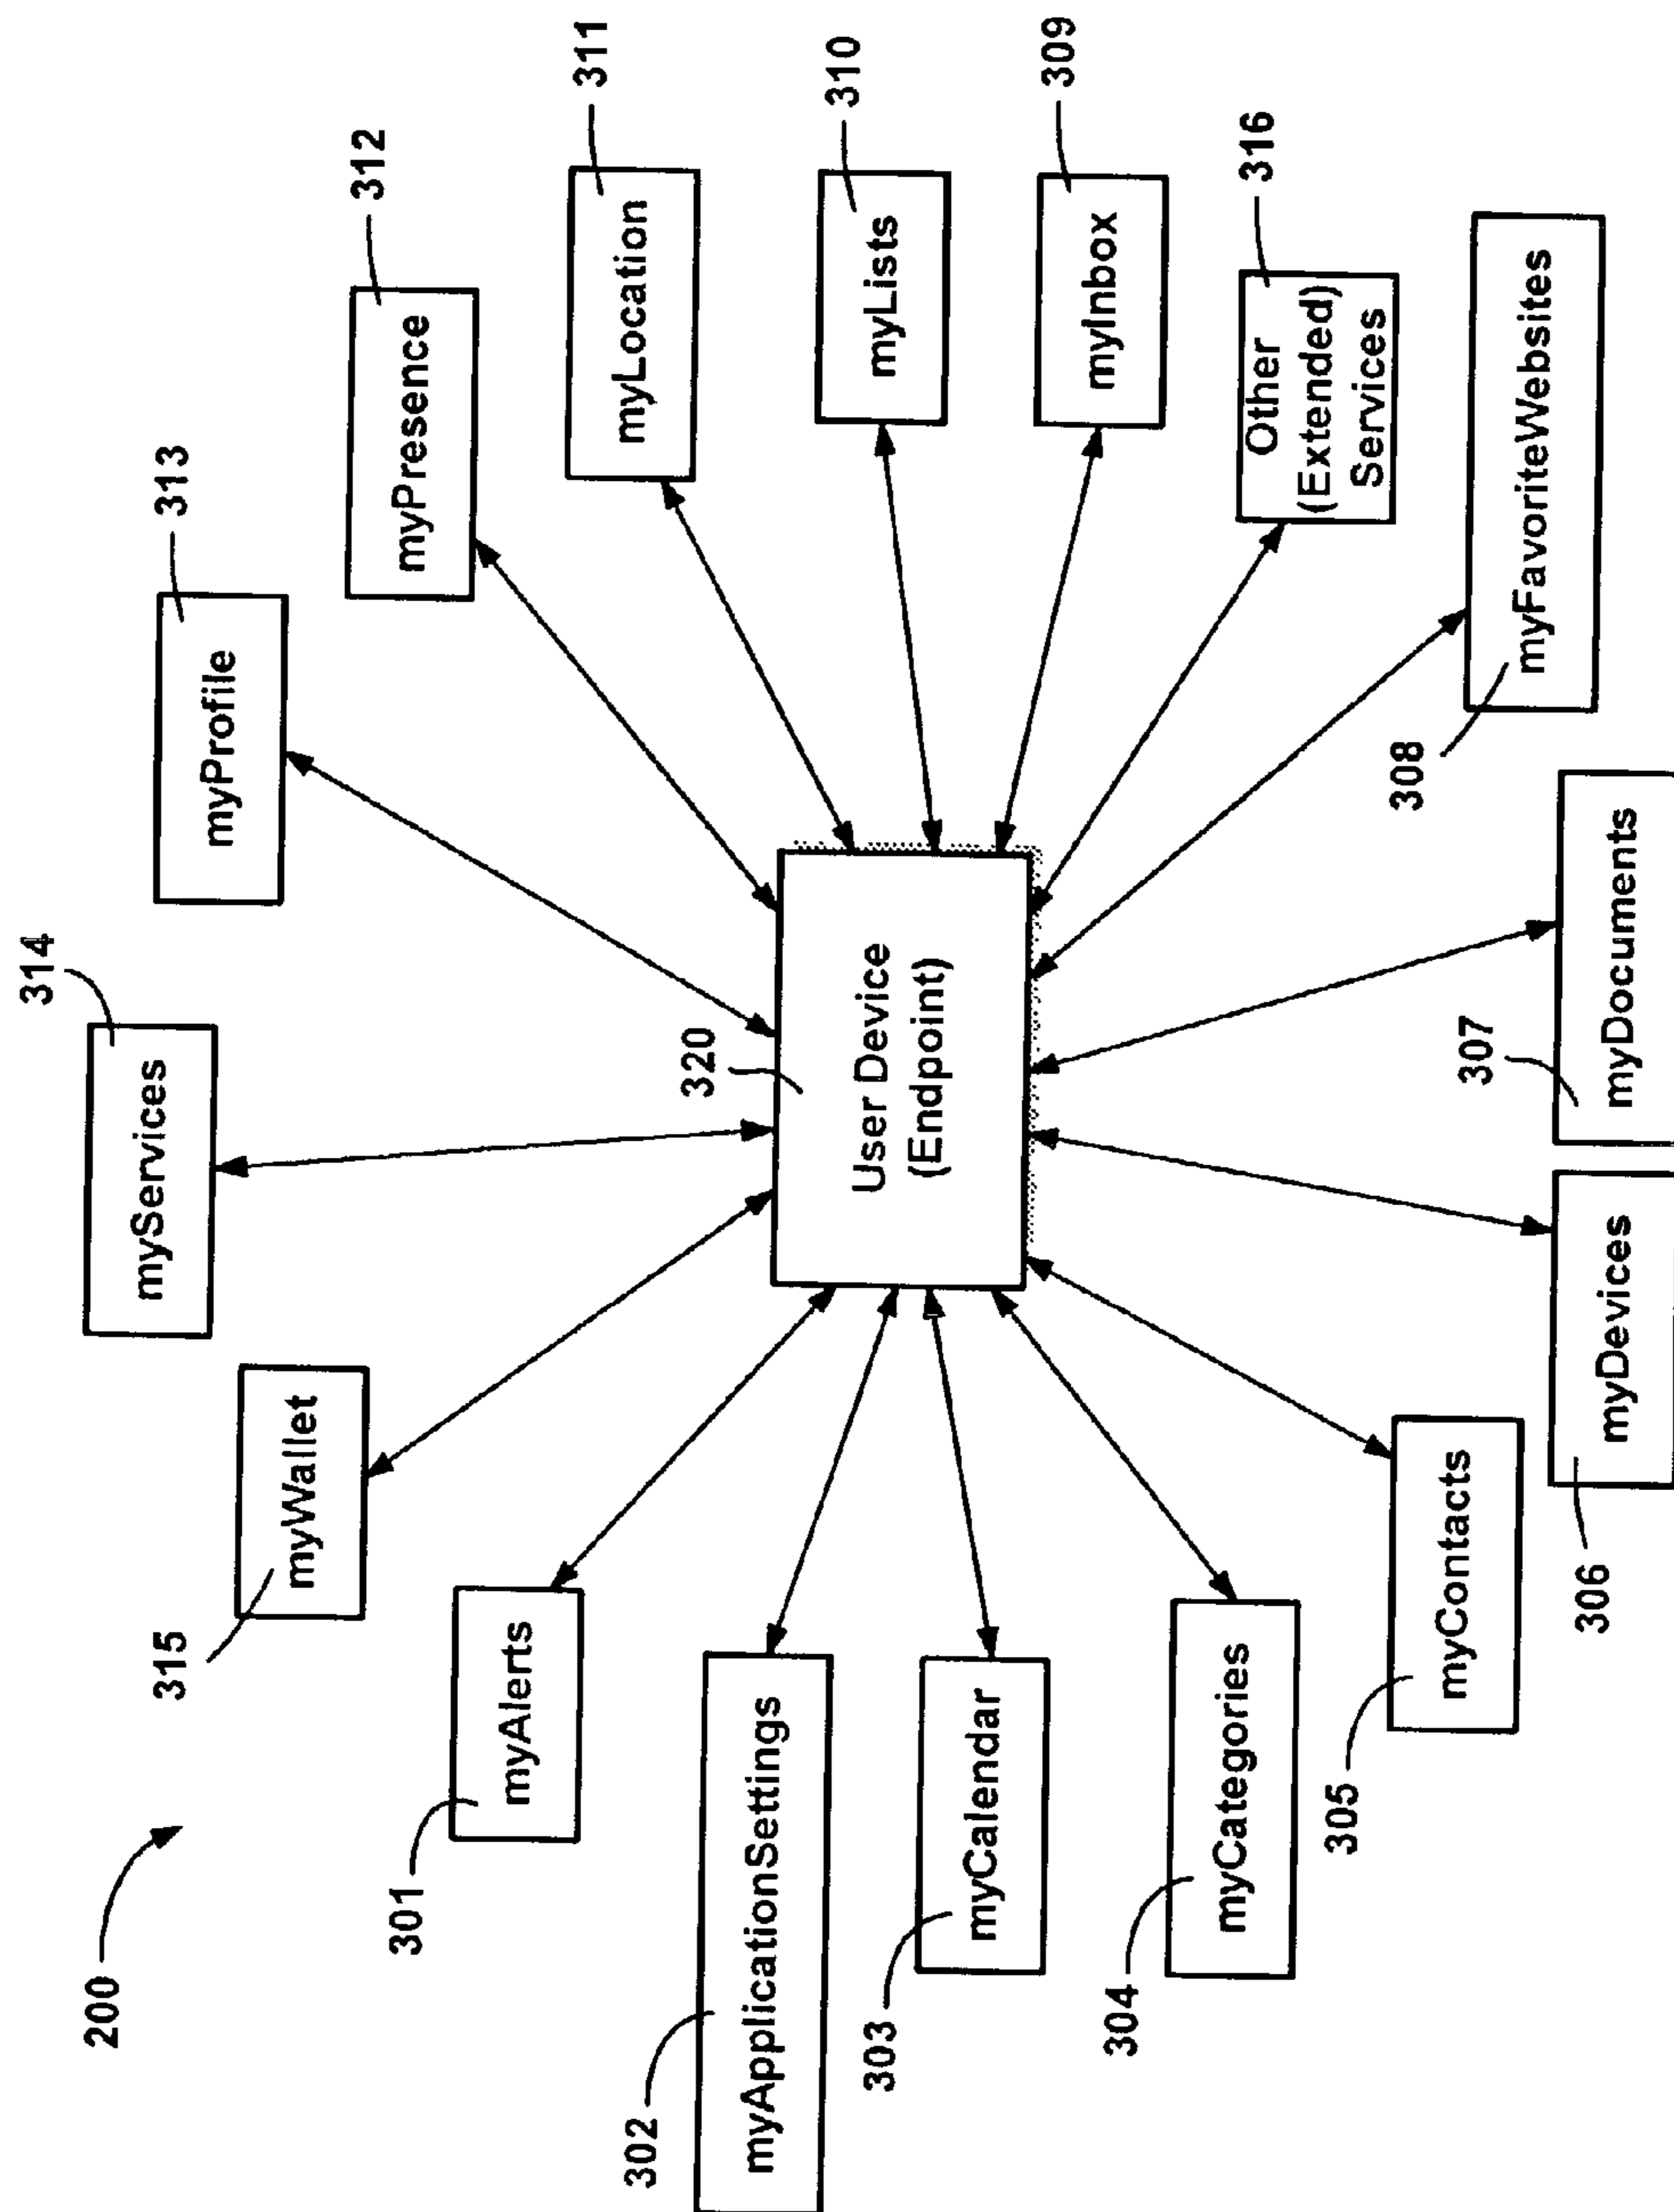 200
314
myServices
313
myProfile
312
myPresence
311
myLocation
310
myLists
309
myInbox
316
Other
(Extended)
Services
308
myFavoriteWebsites
307
myDocuments
306
myDevices
305
myContacts
304
myCategories
303
myCalendar
302
myApplicationSettings
301
myAlerts
315
myWallet
320
User Device
(Endpoint)